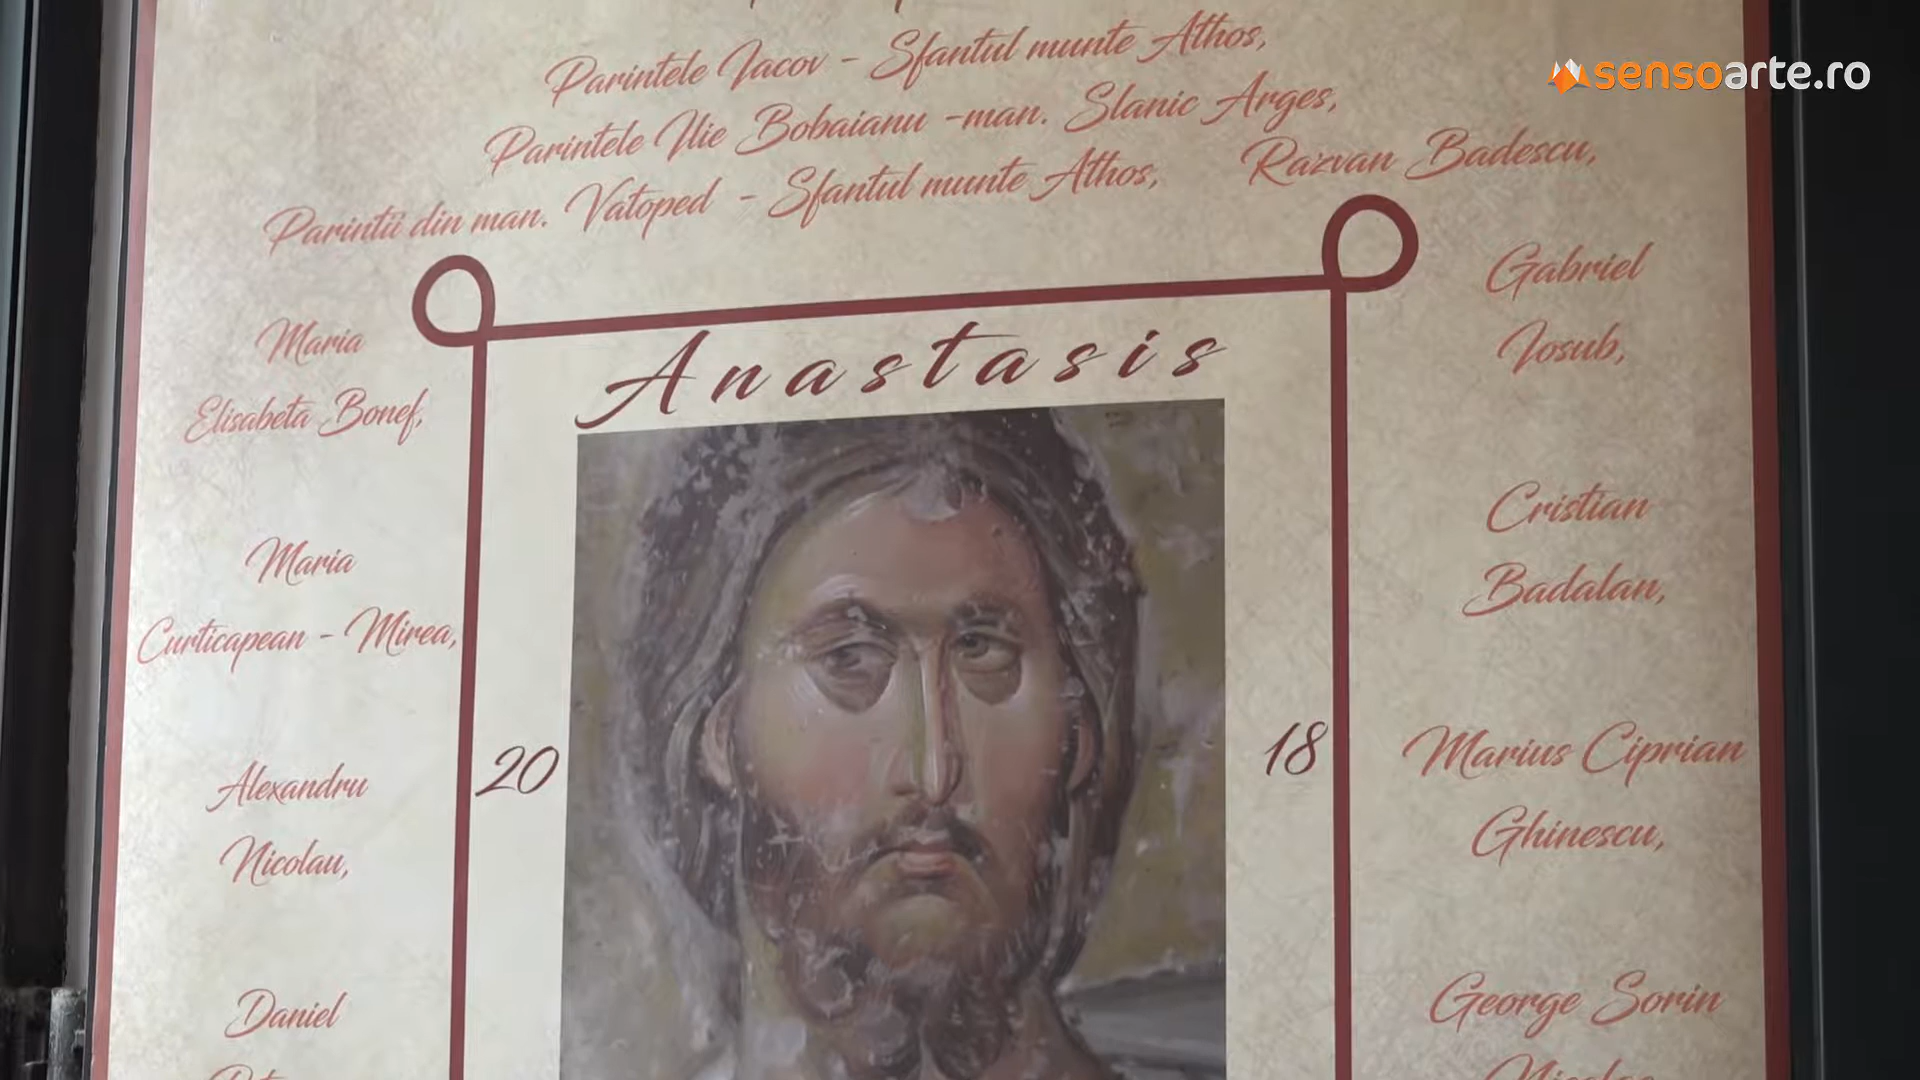 sensoarte.ro
Parintele Iacov - Sfantul munte Athos,
Parintele Ilie Bobaianu -man. Slanic Arges,
Parintii din man. Vatoped - Sfantul munte Athos, Razvan Badescu,
Maria
Elisabeta Bonef,
Maria
Curticapean - Mirea,
Alexandru
Nicolau,
Daniel
Anastasis
20 18
Gabriel
Iosub,
Cristian
Badalan,
Marius Ciprian
Ghinescu,
George Sorin